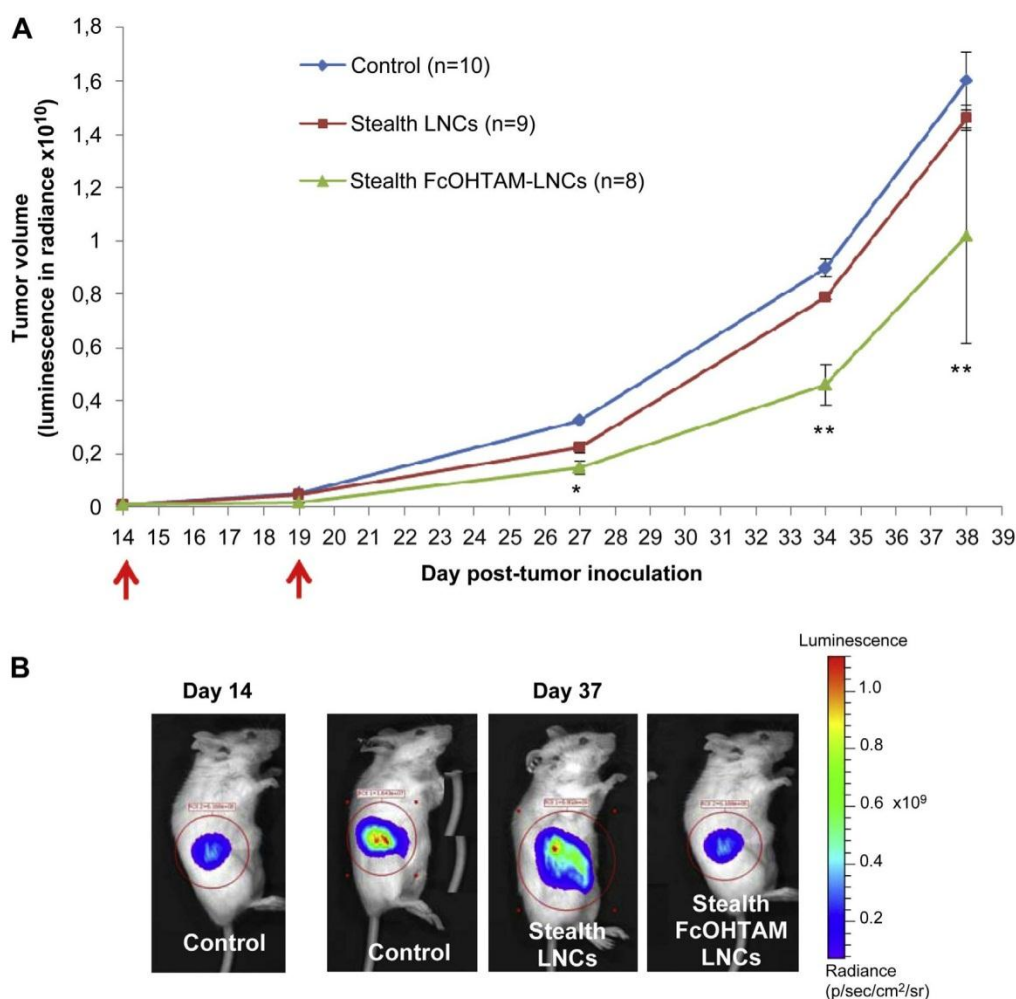 A
1,8
1.6
1.4
1,2
1
0,8
0,6
0,4
0,2
0
Tumor volume
(luminescence in radiance x10¹⁰)
Control (n=10)
Stealth LNCs (n=9)
Stealth FcOHTAM-LNCs (n=8)
*
**
**
14 15 16 17 18 19 20 21 22 23 24 25 26 27 28 29 30 31 32 33 34 35 36 37 38 39
Day post-tumor inoculation
B
Day 14
Day 37
Control
Control
Stealth
LNCs
Stealth
FcOHTAM
LNCs
Luminescence
1.0
0.8
0.6 x10⁹
0.4
0.2
Radiance
(p/sec/cm²/sr)